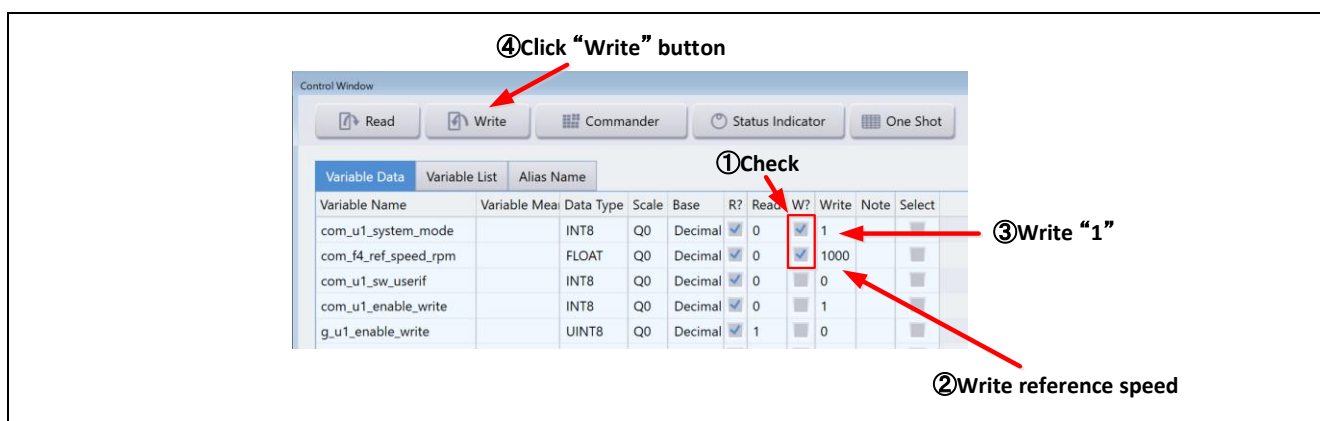 ④Click “Write” button
Control Window
Read Write Commander Status Indicator One Shot
①Check
Variable Data Variable List Alias Name
Variable Name Variable Mea Data Type Scale Base R? Read W? Write Note Select
com_u1_system_mode INT8 Q0 Decimal 0 1
③Write “1”
com_f4_ref_speed_rpm FLOAT Q0 Decimal 0 1000
com_u1_sw_userif INT8 Q0 Decimal 0 0
com_u1_enable_write INT8 Q0 Decimal 0 1
g_u1_enable_write UINT8 Q0 Decimal 1 0
②Write reference speed